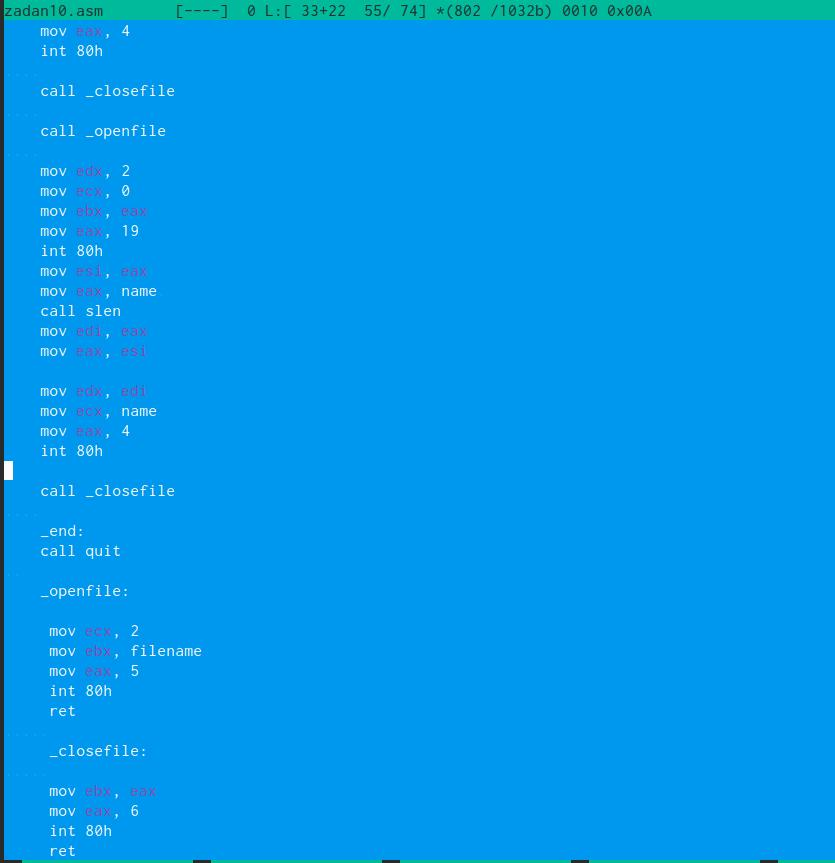 zadan10.asm [----] 0 L:[ 33+22 55/ 74] *(802 /1032b) 0010 0x00A
mov eax, 4
int 80h
call _closefile
call _openfile
mov edx, 2
mov ecx, 0
mov ebx, eax
mov eax, 19
int 80h
mov esi, eax
mov eax, name
call slen
mov edi, eax
mov eax, esi
mov edx, edi
mov ecx, name
mov eax, 4
int 80h
call _closefile
_end:
call quit
_openfile:
mov ecx, 2
mov ebx, filename
mov eax, 5
int 80h
ret
_closefile:
mov ebx, eax
mov eax, 6
int 80h
ret